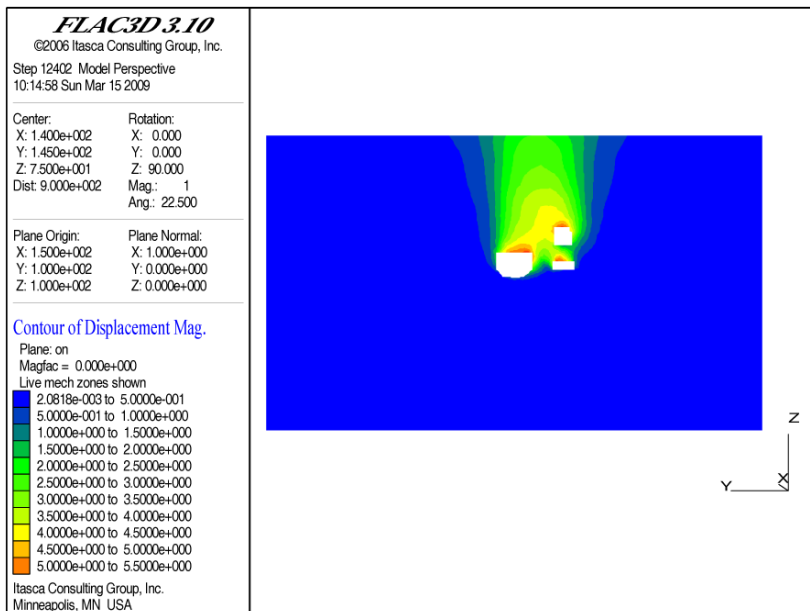 FLAC3D 3.10
©2006 Itasca Consulting Group, Inc.
Step 12402 Model Perspective
10:14:58 Sun Mar 15 2009
Center: Rotation:
X: 1.400e+002 X: 0.000
Y: 1.450e+002 Y: 0.000
Z: 7.500e+001 Z: 90.000
Dist: 9.000e+002 Mag.: 1
Ang.: 22.500
Plane Origin: Plane Normal:
X: 1.500e+002 X: 1.000e+000
Y: 1.000e+002 Y: 0.000e+000
Z: 1.000e+002 Z: 0.000e+000
Contour of Displacement Mag.
Plane: on
Magfac = 0.000e+000
Live mech zones shown
2.0818e-003 to 5.0000e-001
5.0000e-001 to 1.0000e+000
1.0000e+000 to 1.5000e+000
1.5000e+000 to 2.0000e+000
2.0000e+000 to 2.5000e+000
2.5000e+000 to 3.0000e+000
3.0000e+000 to 3.5000e+000
3.5000e+000 to 4.0000e+000
4.0000e+000 to 4.5000e+000
4.5000e+000 to 5.0000e+000
5.0000e+000 to 5.5000e+000
Itasca Consulting Group, Inc.
Minneapolis, MN USA
Z
X
Y